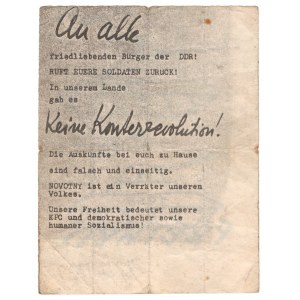 An alle
friedliebenden Bürger der DDR!
RUFT EUERE SOLDATEN ZURÜCK!
In unserem Lande
gab es
Keine Konterrevolution!
Die Auskünfte bei euch zu Hause
sind falsch und einseitig.
NOVOTNY ist ein Verräter unseren
Volkes.
Unsere Freiheit bedeutet unsere
KPC und demokratischer sowie
humaner Sozialismus!